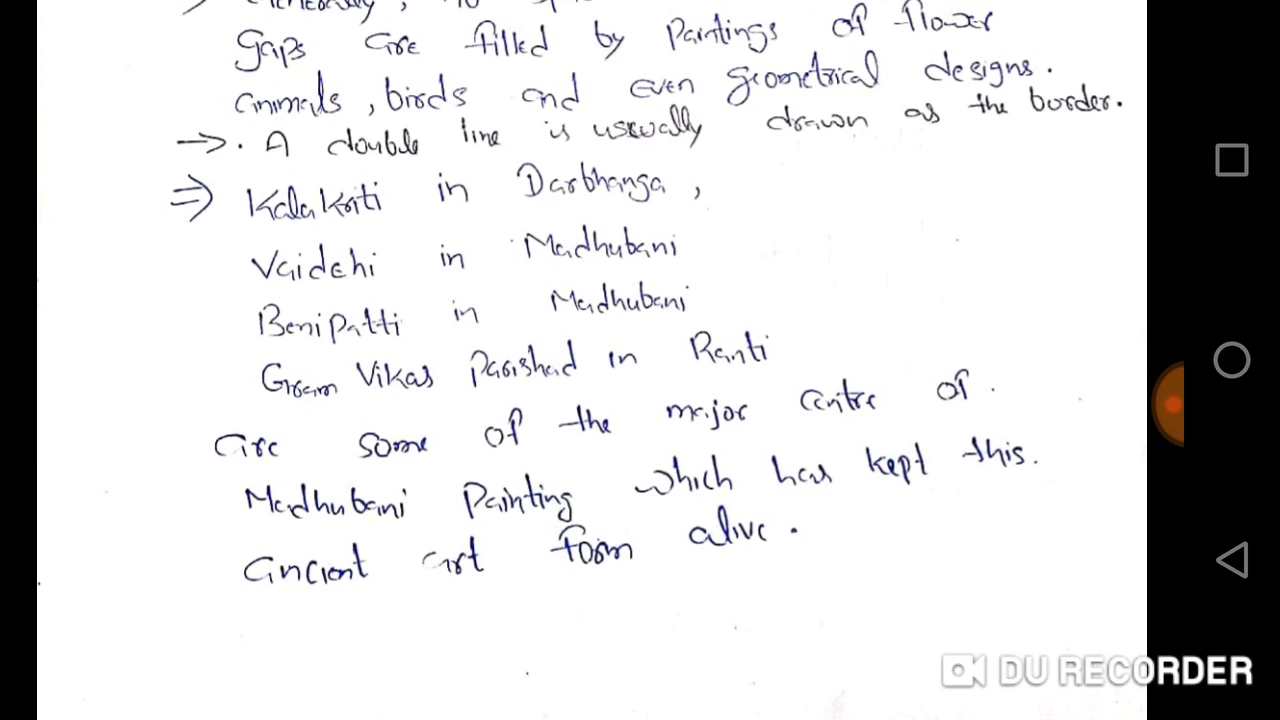 Generally, no
gaps are filled by Paintings of flower
animals, birds and even geometrical designs.
→. A double line is usually drawn as the border.
⇒ Kalakriti in Darbhanga,
Vaidehi in Madhubani
Benipatti in Madhubani
Gram Vikas Parishad in Ranti
are some of the major centre of.
Madhubani Painting which has kept this.
ancient art form alive.
DU RECORDER